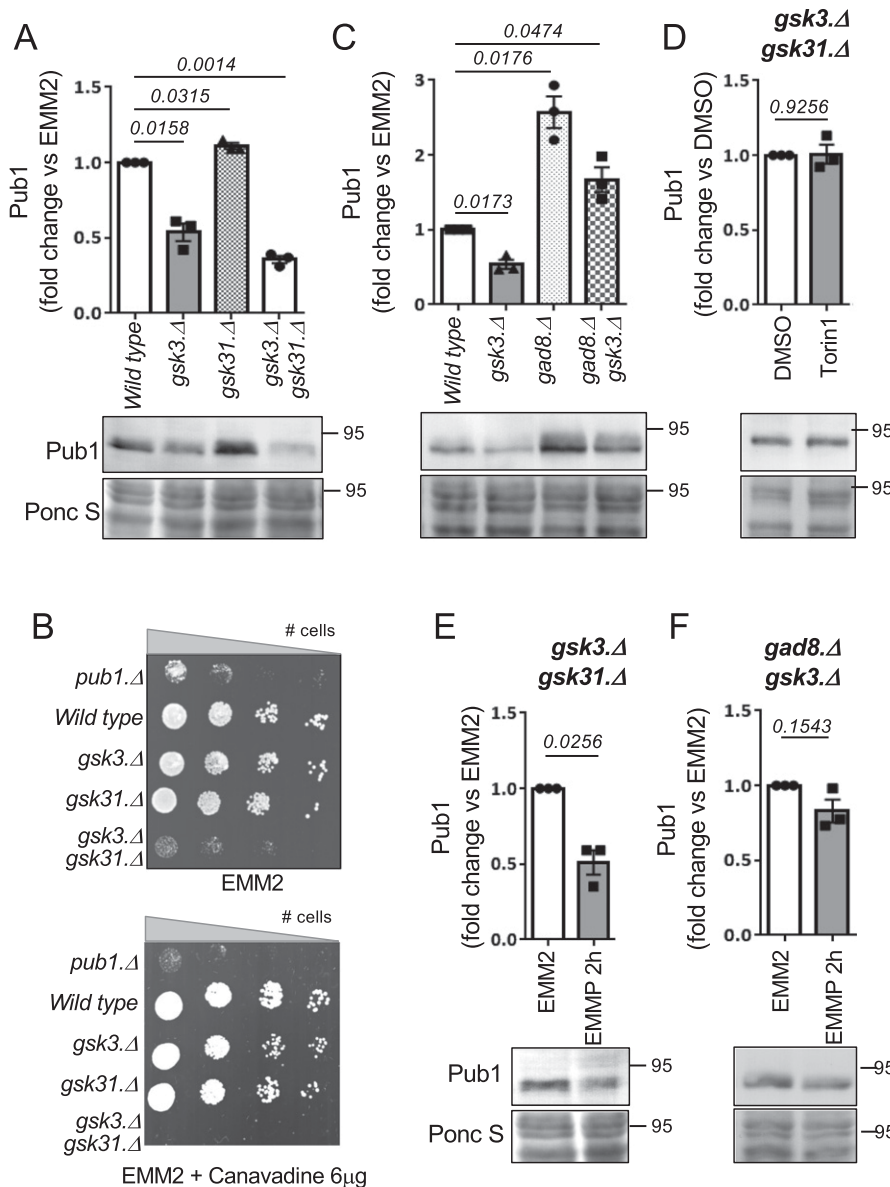 A
Pub1
(fold change vs EMM2)
1.5
1.0
0.5
0.0
0.0014
0.0315
0.0158
Wild type
gsk3.Δ
gsk31.Δ
gsk3.Δ
gsk31.Δ
Pub1
95
Ponc S
95
C
Pub1
(fold change vs EMM2)
3
2
1
0
0.0474
0.0176
0.0173
Wild type
gsk3.Δ
gad8.Δ
gad8.Δ
gsk3.Δ
95
95
D
gsk3.Δ
gsk31.Δ
Pub1
(fold change vs DMSO)
1.5
1.0
0.5
0.0
0.9256
DMSO
Torin1
95
95
B
# cells
pub1.Δ
Wild type
gsk3.Δ
gsk31.Δ
gsk3.Δ
gsk31.Δ
EMM2
# cells
pub1.Δ
Wild type
gsk3.Δ
gsk31.Δ
gsk3.Δ
gsk31.Δ
EMM2 + Canavadine 6µg
E
gsk3.Δ
gsk31.Δ
Pub1
(fold change vs EMM2)
1.5
1.0
0.5
0.0
0.0256
EMM2
EMMP 2h
Pub1
95
Ponc S
95
F
gad8.Δ
gsk3.Δ
Pub1
(fold change vs EMM2)
1.5
1.0
0.5
0.0
0.1543
EMM2
EMMP 2h
95
95